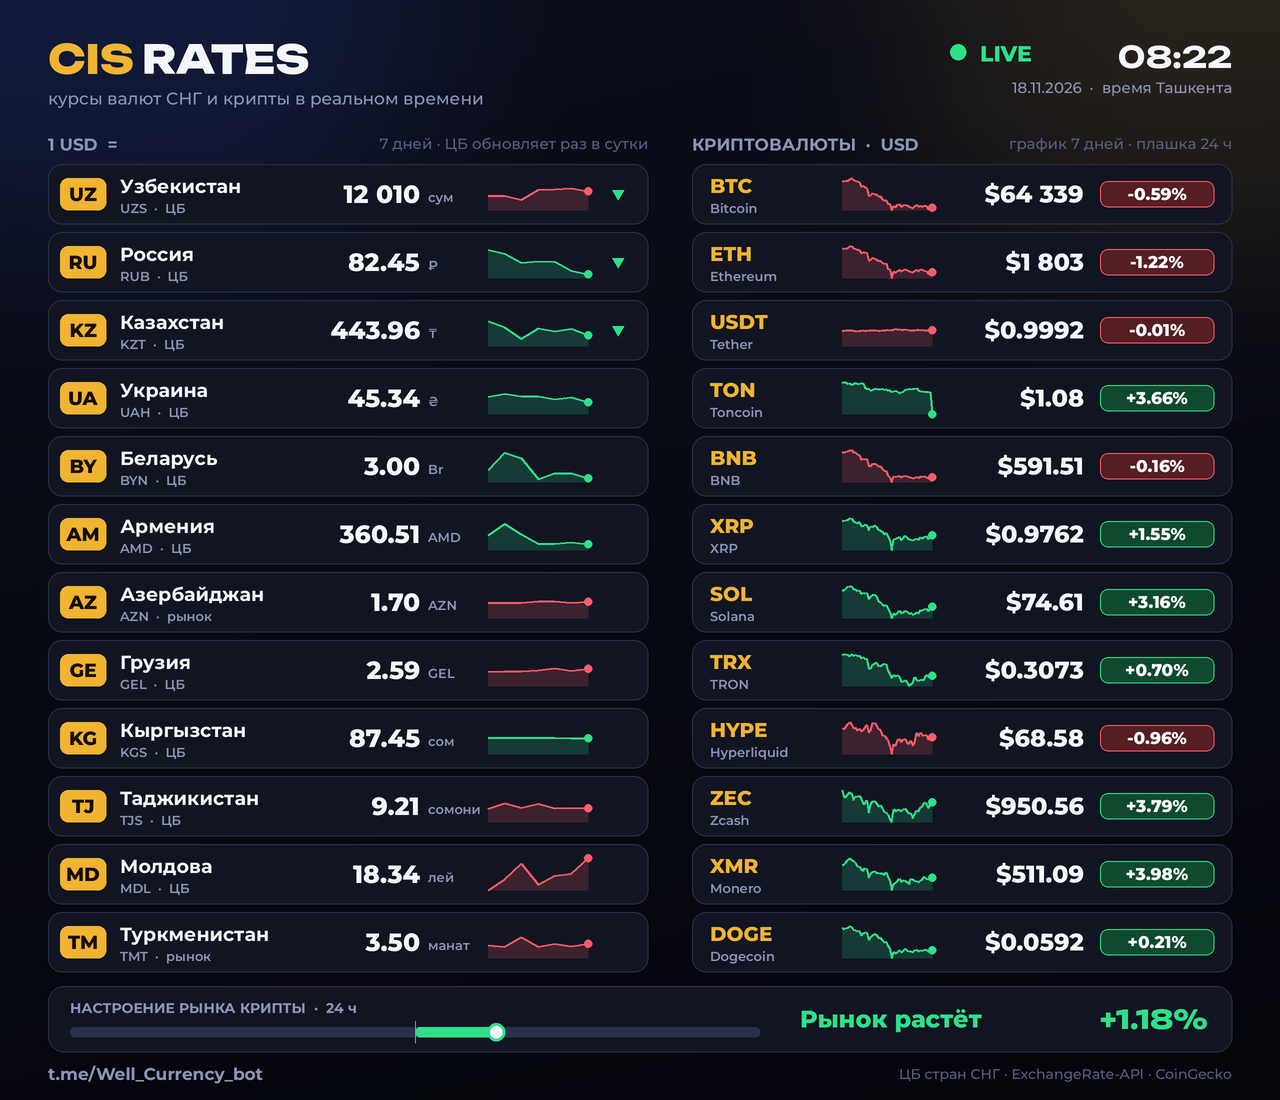 CIS RATES
курсы валют СНГ и крипты в реальном времени
LIVE
08:22
18.11.2026 · время Ташкента
1 USD =
7 дней · ЦБ обновляет раз в сутки
UZ Узбекистан 12 010 сум
UZS · ЦБ
RU Россия 82.45 ₽
RUB · ЦБ
KZ Казахстан 443.96 ₸
KZT · ЦБ
UA Украина 45.34 ₴
UAH · ЦБ
BY Беларусь 3.00 Br
BYN · ЦБ
AM Армения 360.51 AMD
AMD · ЦБ
AZ Азербайджан 1.70 AZN
AZN · рынок
GE Грузия 2.59 GEL
GEL · ЦБ
KG Кыргызстан 87.45 сом
KGS · ЦБ
TJ Таджикистан 9.21 сомони
TJS · ЦБ
MD Молдова 18.34 лей
MDL · ЦБ
TM Туркменистан 3.50 манат
TMT · рынок
КРИПТОВАЛЮТЫ · USD
график 7 дней · плашка 24 ч
BTC $64 339 -0.59%
Bitcoin
ETH $1 803 -1.22%
Ethereum
USDT $0.9992 -0.01%
Tether
TON $1.08 +3.66%
Toncoin
BNB $591.51 -0.16%
BNB
XRP $0.9762 +1.55%
XRP
SOL $74.61 +3.16%
Solana
TRX $0.3073 +0.70%
TRON
HYPE $68.58 -0.96%
Hyperliquid
ZEC $950.56 +3.79%
Zcash
XMR $511.09 +3.98%
Monero
DOGE $0.0592 +0.21%
Dogecoin
НАСТРОЕНИЕ РЫНКА КРИПТЫ · 24 ч
Рынок растёт
+1.18%
t.me/Well_Currency_bot
ЦБ стран СНГ · ExchangeRate-API · CoinGecko